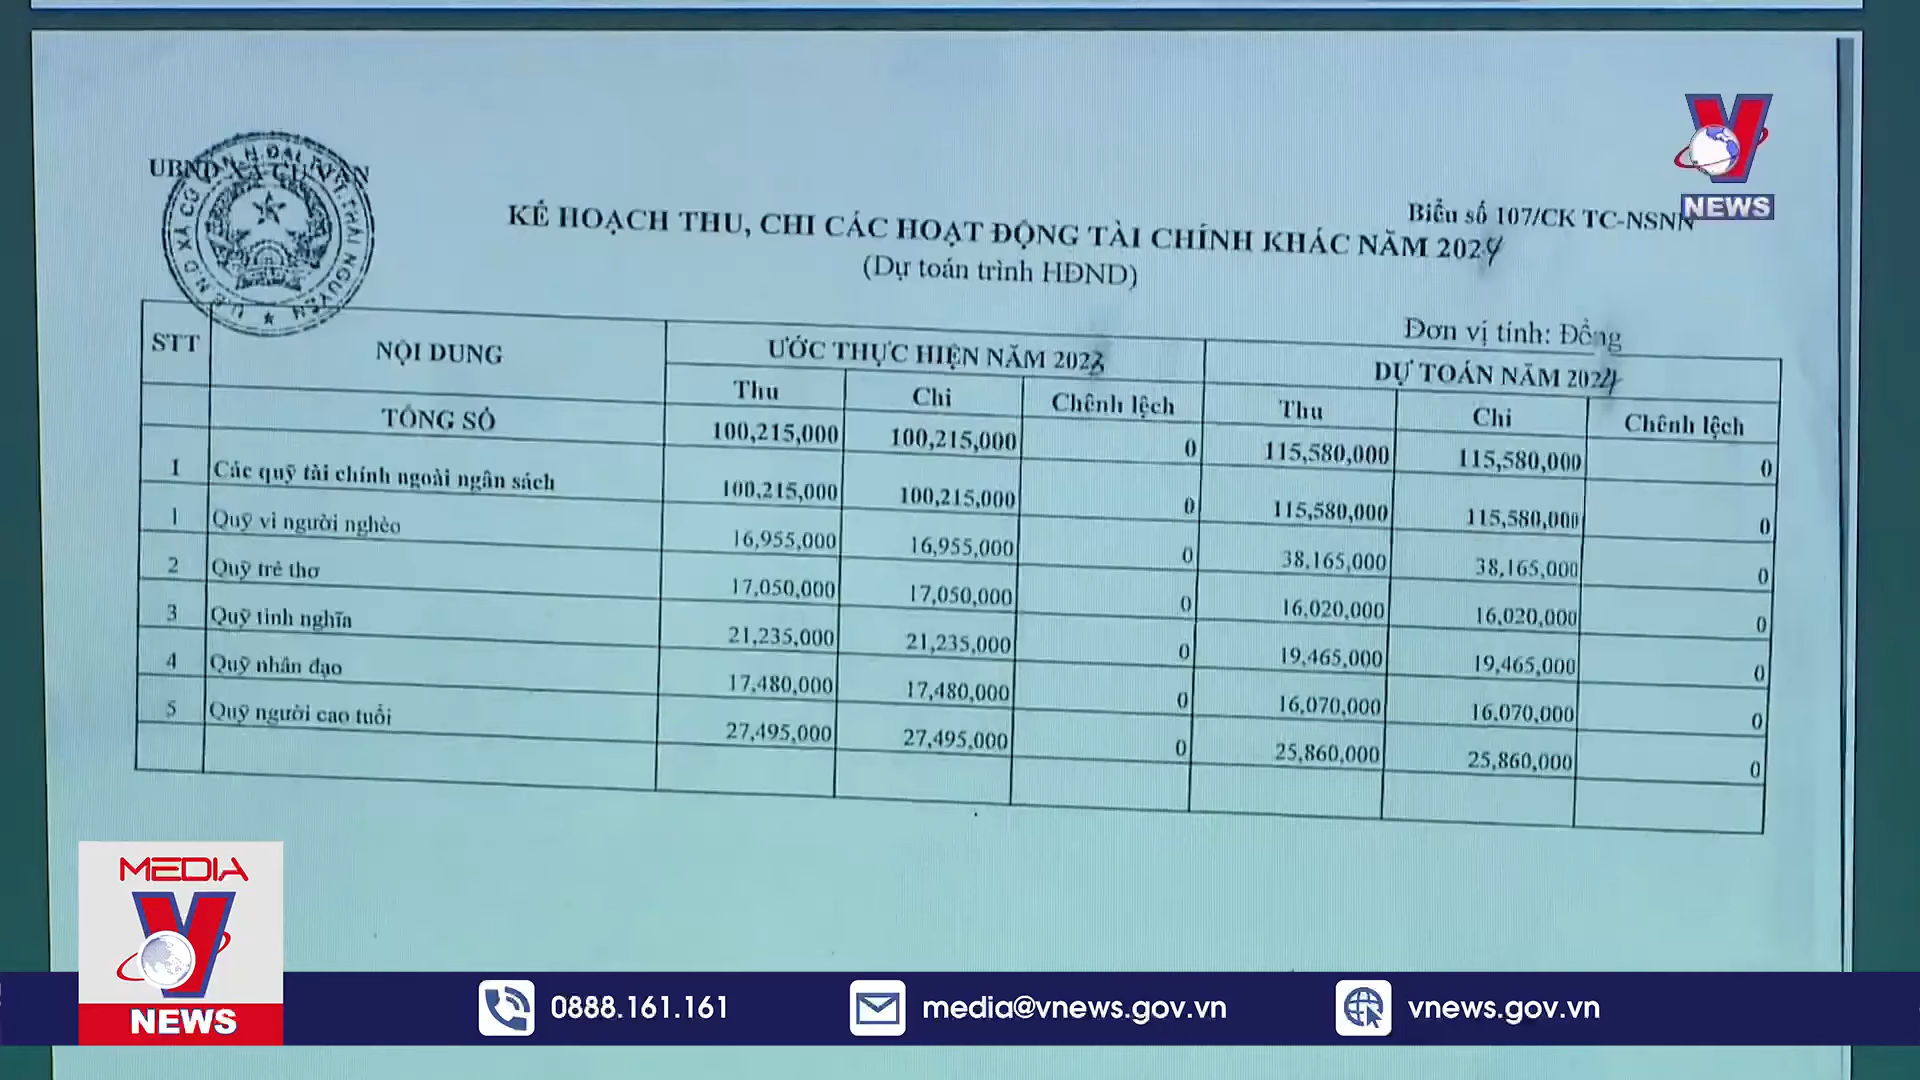 UBND XÃ CÙ VÂN
Biểu số 107/CK TC-NSNN
KẾ HOẠCH THU, CHI CÁC HOẠT ĐỘNG TÀI CHÍNH KHÁC NĂM 2024
(Dự toán trình HĐND)
Đơn vị tính: Đồng
STT NỘI DUNG ƯỚC THỰC HIỆN NĂM 2023 DỰ TOÁN NĂM 2024
Thu Chi Chênh lệch Thu Chi Chênh lệch
TỔNG SỐ 100,215,000 100,215,000 0 115,580,000 115,580,000 0
I Các quỹ tài chính ngoài ngân sách 100,215,000 100,215,000 0 115,580,000 115,580,000 0
1 Quỹ vì người nghèo 16,955,000 16,955,000 0 38,165,000 38,165,000 0
2 Quỹ trẻ thơ 17,050,000 17,050,000 0 16,020,000 16,020,000 0
3 Quỹ tình nghĩa 21,235,000 21,235,000 0 19,465,000 19,465,000 0
4 Quỹ nhân đạo 17,480,000 17,480,000 0 16,070,000 16,070,000 0
5 Quỹ người cao tuổi 27,495,000 27,495,000 0 25,860,000 25,860,000 0
V NEWS
MEDIA
V NEWS
0888.161.161 media@vnews.gov.vn vnews.gov.vn